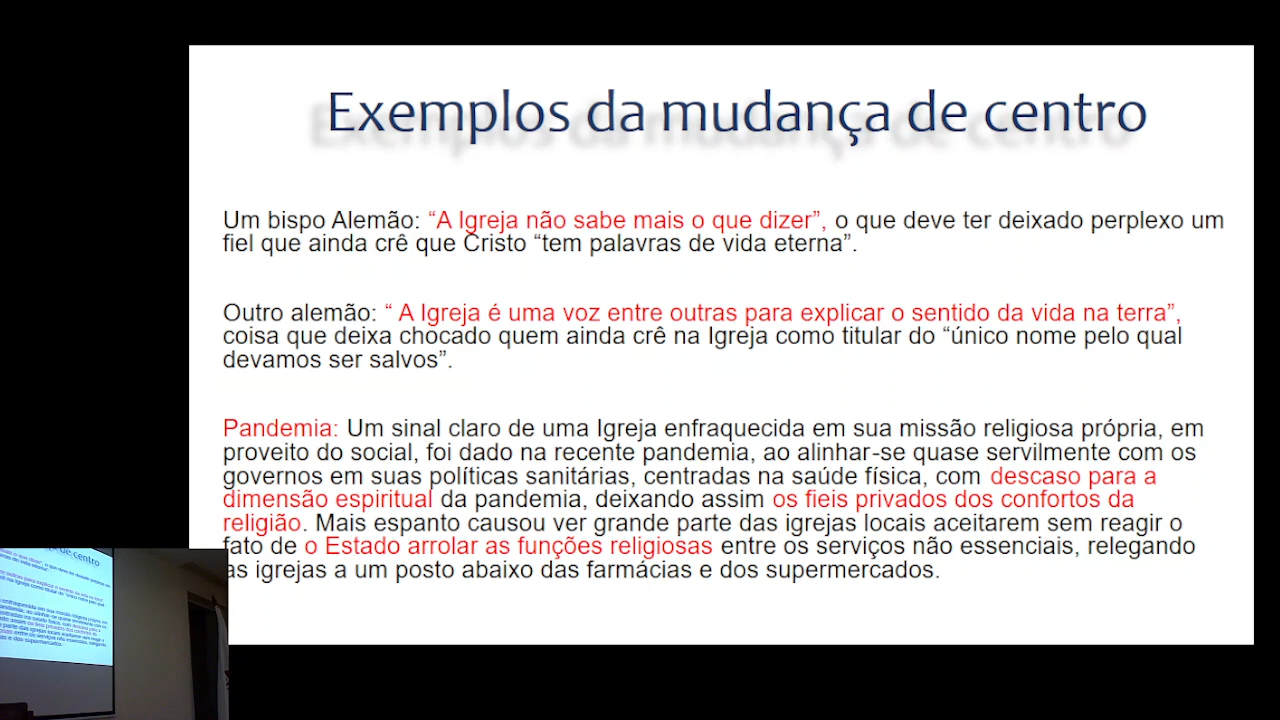 Exemplos da mudança de centro
Um bispo Alemão: “A Igreja não sabe mais o que dizer”, o que deve ter deixado perplexo um
fiel que ainda crê que Cristo “tem palavras de vida eterna”.
Outro alemão: “ A Igreja é uma voz entre outras para explicar o sentido da vida na terra”,
coisa que deixa chocado quem ainda crê na Igreja como titular do “único nome pelo qual
devamos ser salvos”.
Pandemia: Um sinal claro de uma Igreja enfraquecida em sua missão religiosa própria, em
proveito do social, foi dado na recente pandemia, ao alinhar-se quase servilmente com os
governos em suas políticas sanitárias, centradas na saúde física, com descaso para a
dimensão espiritual da pandemia, deixando assim os fieis privados dos confortos da
religião. Mais espanto causou ver grande parte das igrejas locais aceitarem sem reagir o
fato de o Estado arrolar as funções religiosas entre os serviços não essenciais, relegando
as igrejas a um posto abaixo das farmácias e dos supermercados.